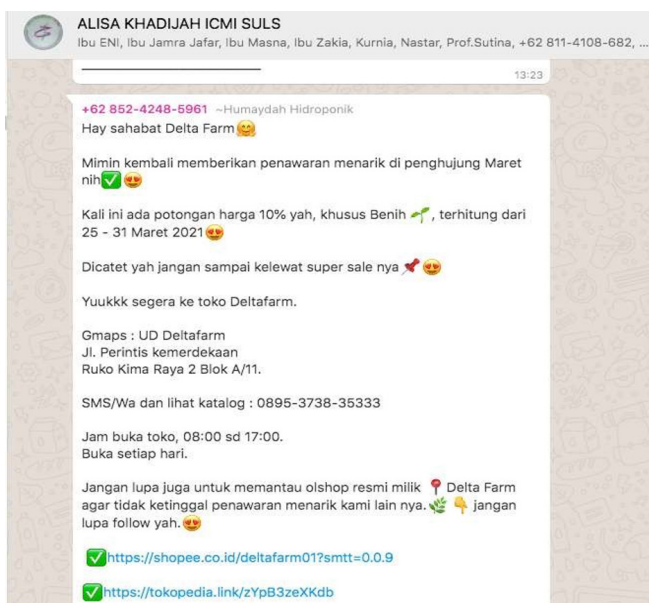 ALISA KHADIJAH ICMI SULS
Ibu ENI, Ibu Jamra Jafar, Ibu Masna, Ibu Zakia, Kurnia, Nastar, Prof.Sutina, +62 811-4108-682, ...
13:23
+62 852-4248-5961 ~Humaydah Hidroponik
Hay sahabat Delta Farm🤗
Mimin kembali memberikan penawaran menarik di penghujung Maret
nih✅😍
Kali ini ada potongan harga 10% yah, khusus Benih 🌱, terhitung dari
25 - 31 Maret 2021😍
Dicatet yah jangan sampai kelewat super sale nya 📌😍
Yuukkk segera ke toko Deltafarm.
Gmaps : UD Deltafarm
Jl. Perintis kemerdekaan
Ruko Kima Raya 2 Blok A/11.
SMS/Wa dan lihat katalog : 0895-3738-35333
Jam buka toko, 08:00 sd 17:00.
Buka setiap hari.
Jangan lupa juga untuk memantau olshop resmi milik 📍Delta Farm
agar tidak ketinggal penawaran menarik kami lain nya.🌿👇jangan
lupa follow yah.😍
✅https://shopee.co.id/deltafarm01?smtt=0.0.9
✅https://tokopedia.link/zYpB3zeXKdb